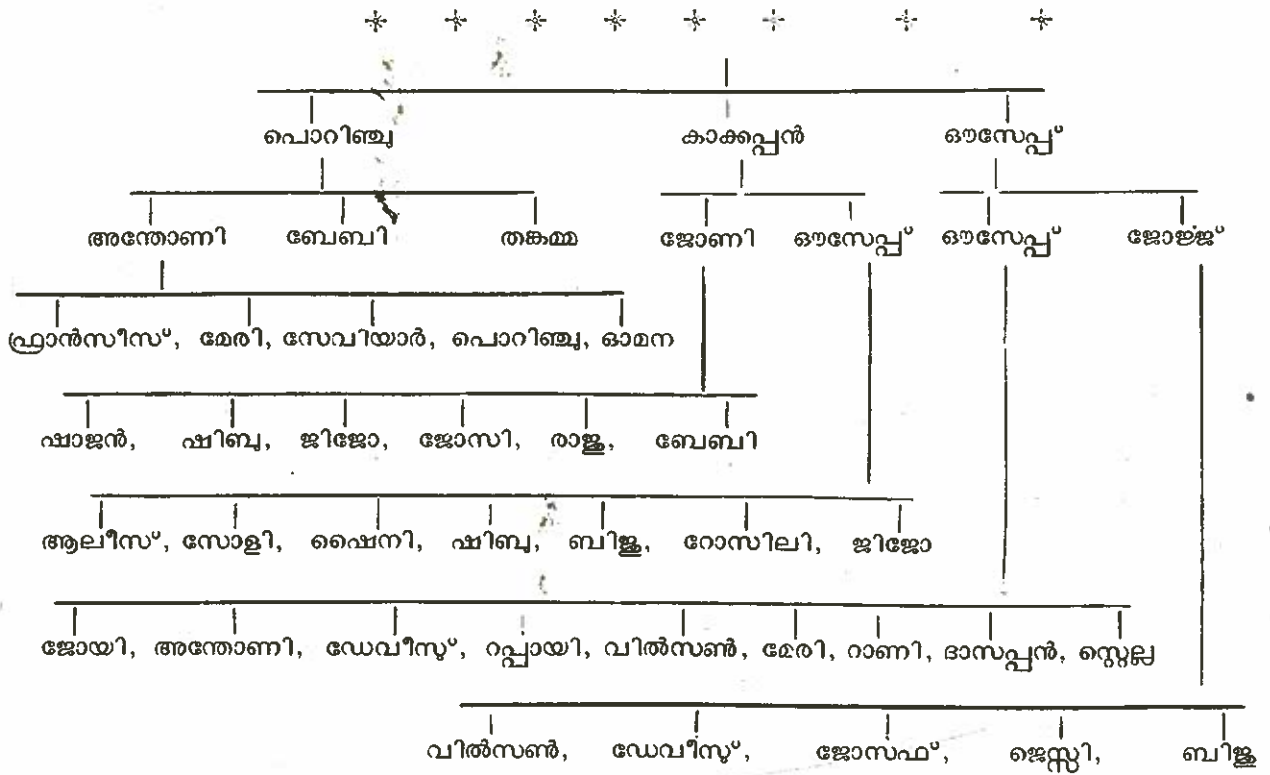 പൊറിഞ്ചു കാക്കപ്പൻ ഔസേപ്പ്
അന്തോണി ബേബി തങ്കമ്മ ജോണി ഔസേപ്പ് ഔസേപ്പ് ജോർജ്ജ്
ഫ്രാൻസീസ്, മേരി, സേവിയാർ, പൊറിഞ്ചു, ഓമന
ഷാജൻ, ഷിബു, ജിജോ, ജോസി, രാജു, ബേബി
ആലീസ്, സോളി, ഷൈനി, ഷിബു, ബിജു, റോസിലി, ജിജോ
ജോയി, അന്തോണി, ഡേവീസു്, റപ്പായി, വിൽസൺ, മേരി, റാണി, ദാസപ്പൻ, സ്റ്റെല്ല
വിൽസൺ, ഡേവീസു്, ജോസഫ്, ജെസ്സി, ബിജു